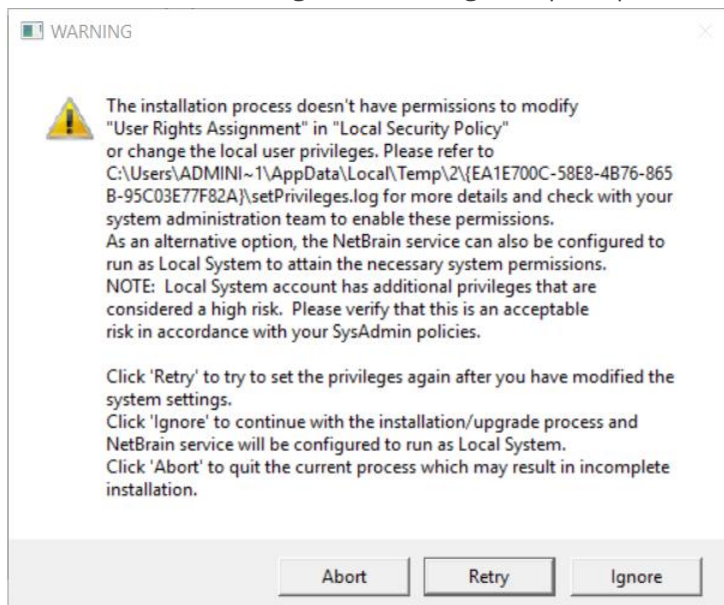 WARNING
The installation process doesn't have permissions to modify
"User Rights Assignment" in "Local Security Policy"
or change the local user privileges. Please refer to
C:\Users\ADMINI~1\AppData\Local\Temp\2\{EA1E700C-58E8-4B76-865
B-95C03E77F82A}\setPrivileges.log for more details and check with your
system administration team to enable these permissions.
As an alternative option, the NetBrain service can also be configured to
run as Local System to attain the necessary system permissions.
NOTE:  Local System account has additional privileges that are
considered a high risk.  Please verify that this is an acceptable
risk in accordance with your SysAdmin policies.
Click 'Retry' to try to set the privileges again after you have modified the
system settings.
Click 'Ignore' to continue with the installation/upgrade process and
NetBrain service will be configured to run as Local System.
Click 'Abort' to quit the current process which may result in incomplete
installation.
Abort Retry Ignore